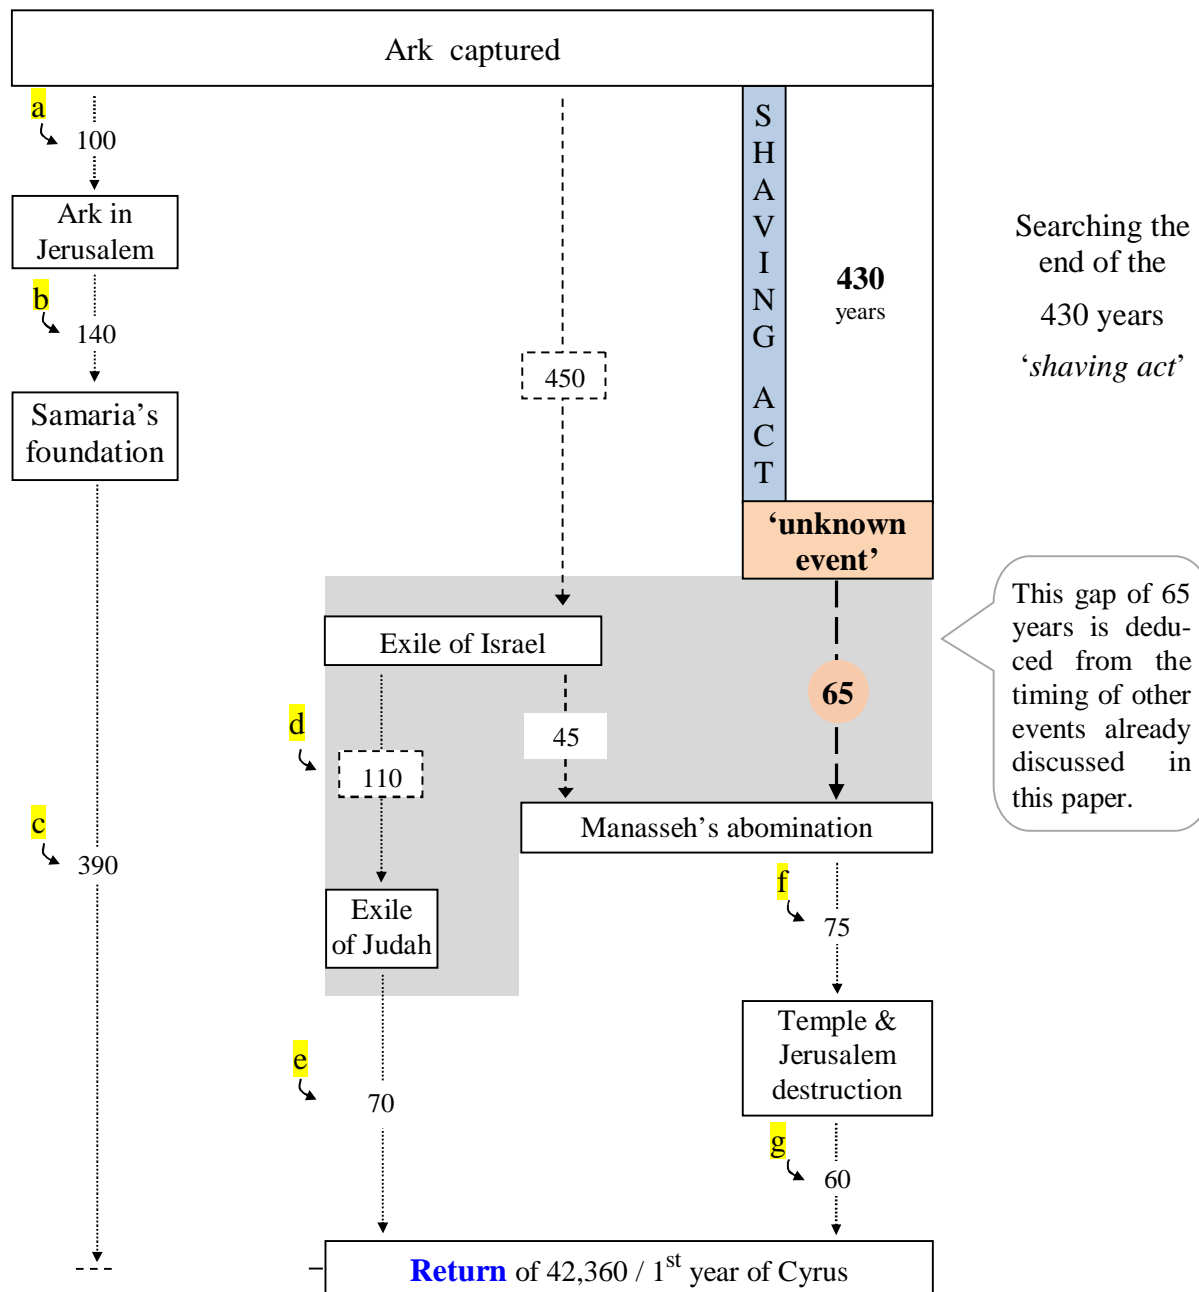 Ark captured
a
100
Ark in
Jerusalem
b
140
Samaria’s
foundation
c
390
450
S
H
A
V
I
N
G
A
C
T
430
years
Searching the
end of the
430 years
‘shaving act’
‘unknown
event’
This gap of 65
years is dedu-
ced from the
timing of other
events already
discussed in
this paper.
Exile of Israel
65
d
110
45
Manasseh’s abomination
Exile
of Judah
f
75
Temple &
Jerusalem
destruction
e
70
g
60
Return of 42,360 / 1st year of Cyrus